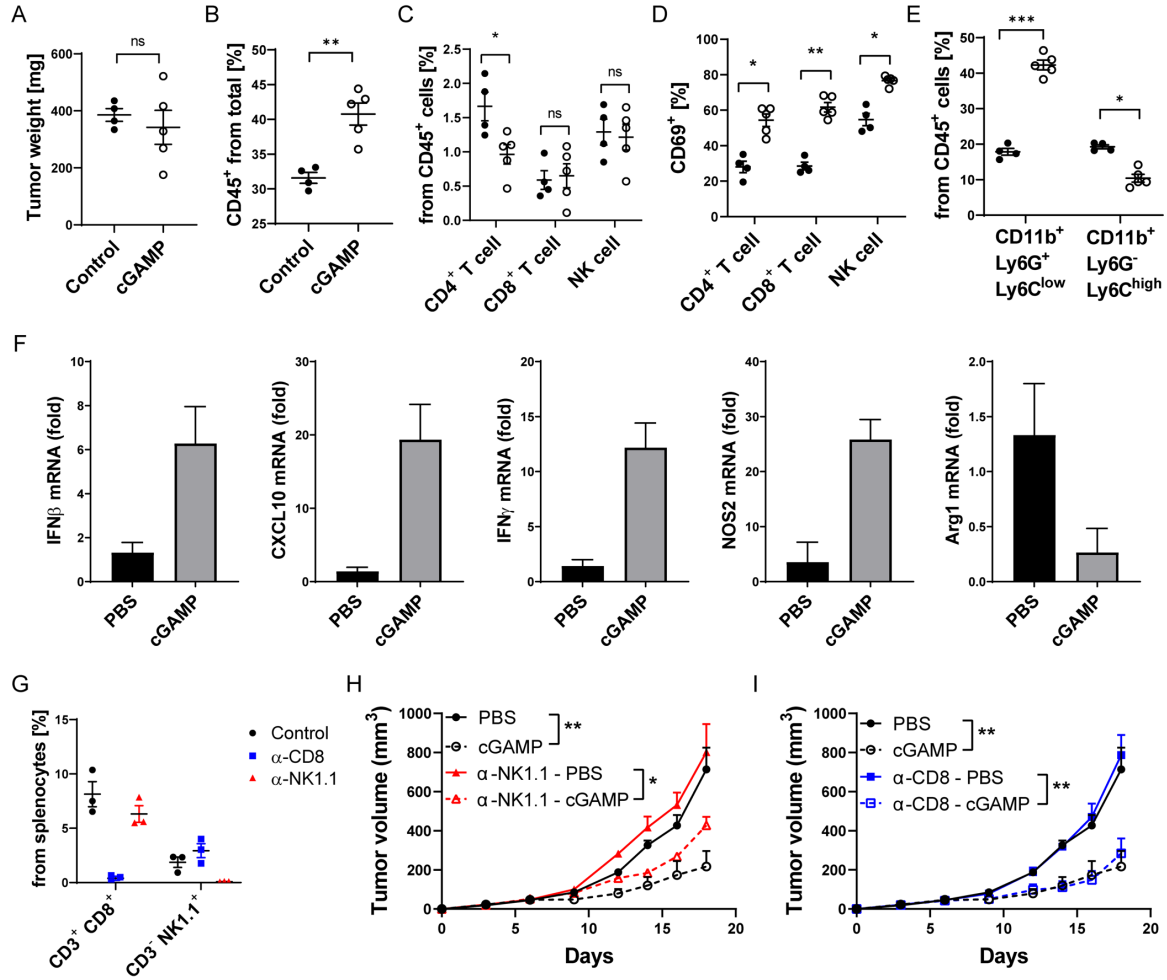 A
Tumor weight [mg]
600
400
200
0
ns
Control
cGAMP
B
CD45+ from total [%]
50
45
40
35
30
25
**
Control
cGAMP
C
from CD45+ cells [%]
2.5
2.0
1.5
1.0
0.5
0.0
*
ns
ns
CD4+ T cell
CD8+ T cell
NK cell
D
CD69+ [%]
100
80
60
40
20
0
*
**
*
CD4+ T cell
CD8+ T cell
NK cell
E
from CD45+ cells [%]
50
40
30
20
10
0
***
*
CD11b+
Ly6G+
Ly6Clow
CD11b+
Ly6G-
Ly6Chigh
F
IFNβ mRNA (fold)
10
8
6
4
2
0
PBS
cGAMP
CXCL10 mRNA (fold)
30
20
10
0
PBS
cGAMP
IFNγ mRNA (fold)
20
15
10
5
0
PBS
cGAMP
NOS2 mRNA (fold)
40
30
20
10
0
PBS
cGAMP
Arg1 mRNA (fold)
2.0
1.5
1.0
0.5
0.0
PBS
cGAMP
G
from splenocytes [%]
15
10
5
0
CD3+ CD8+
CD3- NK1.1+
Control
α-CD8
α-NK1.1
H
Tumor volume (mm3)
1000
800
600
400
200
0
PBS
cGAMP
**
α-NK1.1 - PBS
α-NK1.1 - cGAMP
*
0
5
10
15
20
Days
I
Tumor volume (mm3)
1000
800
600
400
200
0
PBS
cGAMP
**
α-CD8 - PBS
α-CD8 - cGAMP
**
0
5
10
15
20
Days